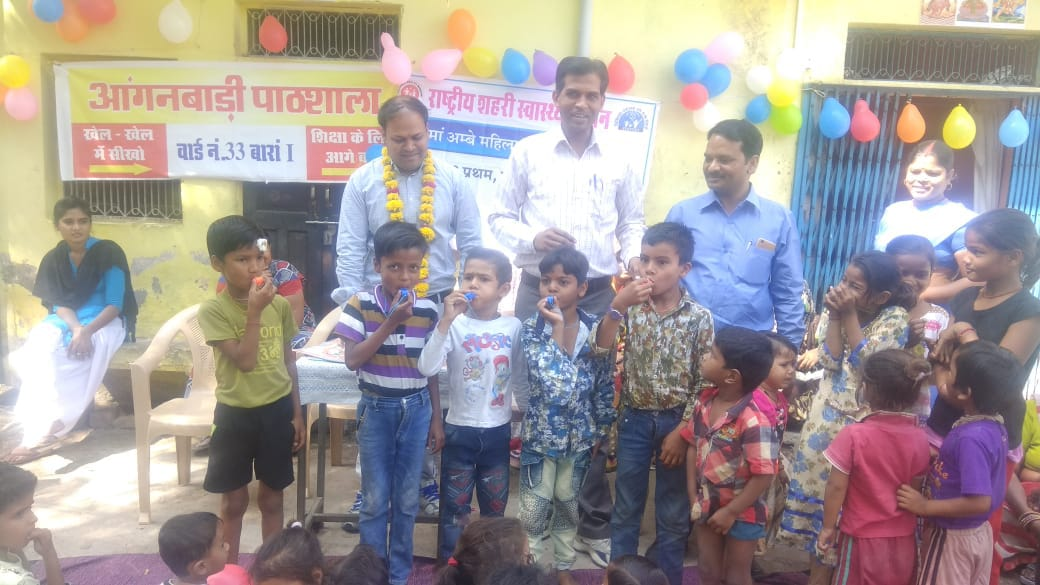 आंगनबाड़ी पाठशाला
खेल - खेल
में सीखो
वार्ड नं.33 बारां I
शिक्षा के लि
आगे ब
राष्ट्रीय शहरी स्वास्थ्य
न
मां अम्बे महिल
प्रथम,